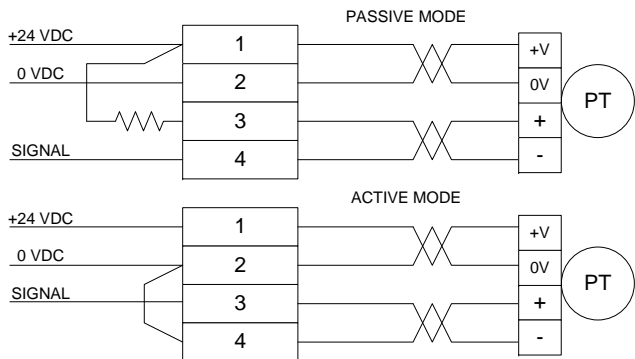 PASSIVE MODE
+24 VDC
1
+V
0 VDC
2
0V
PT
3
+
SIGNAL
4
-
ACTIVE MODE
+24 VDC
1
+V
0 VDC
2
0V
PT
SIGNAL
3
+
4
-